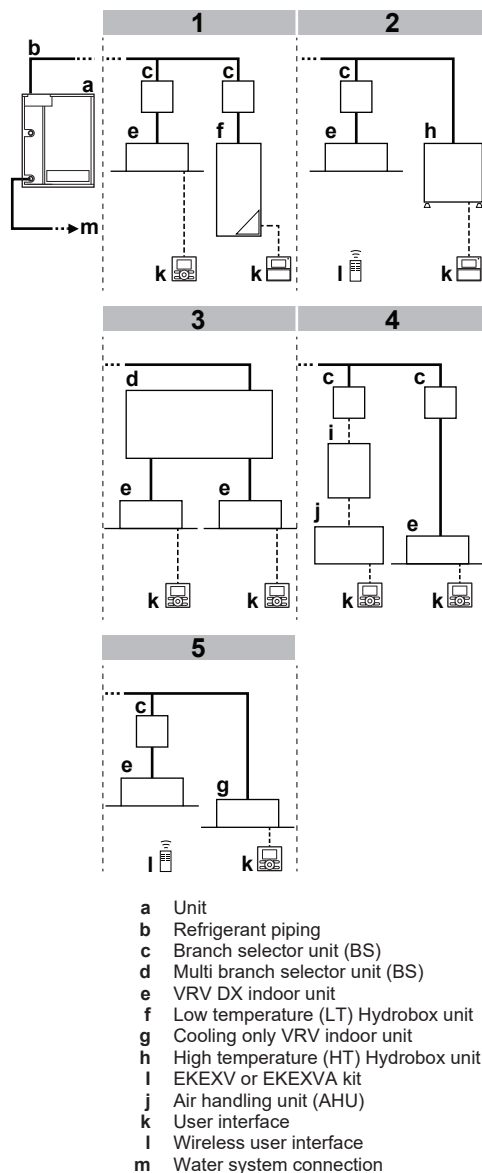 1
2
b
a
c
c
c
e
f
e
h
m
k
k
l
k
3
4
d
c
c
i
e
e
j
e
k
k
k
k
5
c
e
g
l
k
a Unit
b Refrigerant piping
c Branch selector unit (BS)
d Multi branch selector unit (BS)
e VRV DX indoor unit
f Low temperature (LT) Hydrobox unit
g Cooling only VRV indoor unit
h High temperature (HT) Hydrobox unit
I EKEXV or EKEXVA kit
j Air handling unit (AHU)
k User interface
l Wireless user interface
m Water system connection